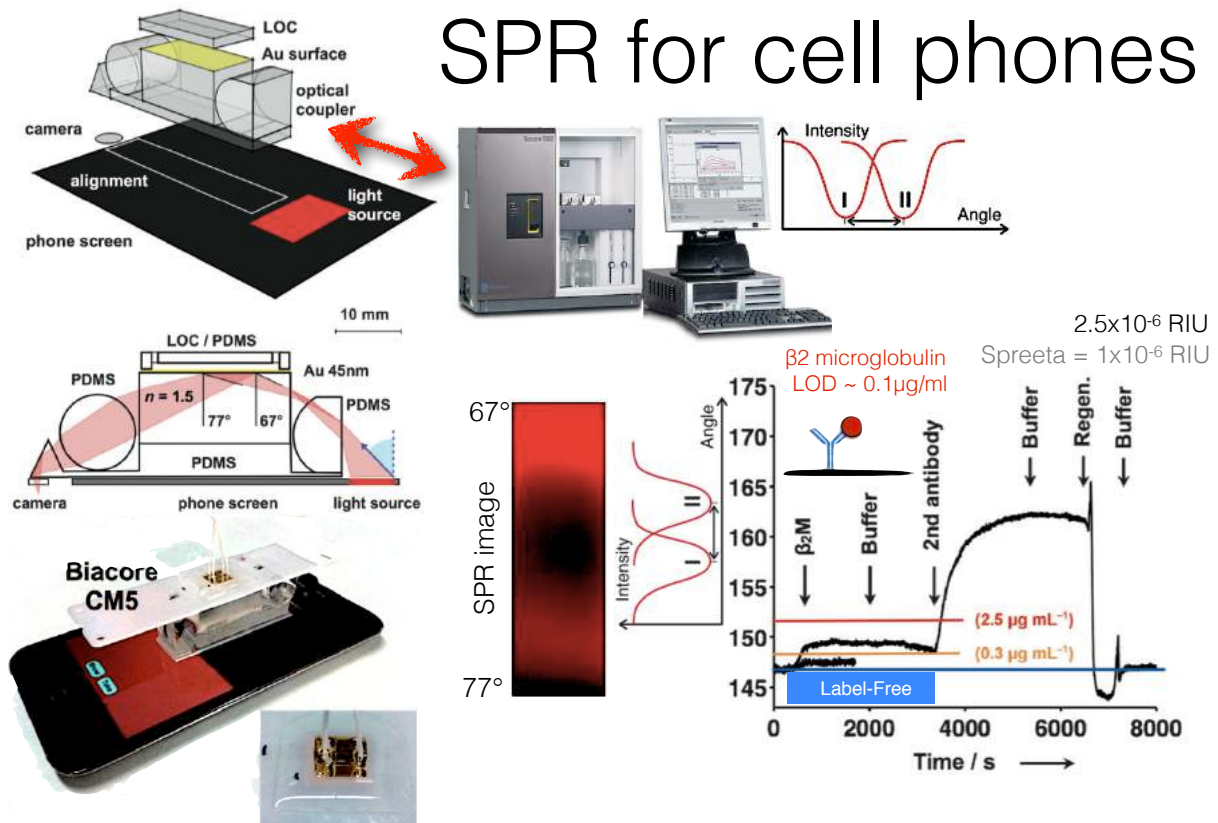 SPR for cell phones
LOC
Au surface
optical
coupler
camera
alignment
light
source
phone screen
Intensity
I
II
Angle
10 mm
LOC / PDMS
Au 45nm
PDMS
n = 1.5
PDMS
77°
67°
PDMS
camera
phone screen
light source
Biacore
CM5
67°
SPR image
77°
Angle
II
I
Intensity
2.5x10-6 RIU
Spreeta = 1x10-6 RIU
β2 microglobulin
LOD ~ 0.1µg/ml
175
170
165
160
155
150
145
β₂M
Buffer
2nd antibody
Buffer
Regen.
Buffer
(2.5 µg mL⁻¹)
(0.3 µg mL⁻¹)
Label-Free
0
2000
4000
6000
8000
Time / s